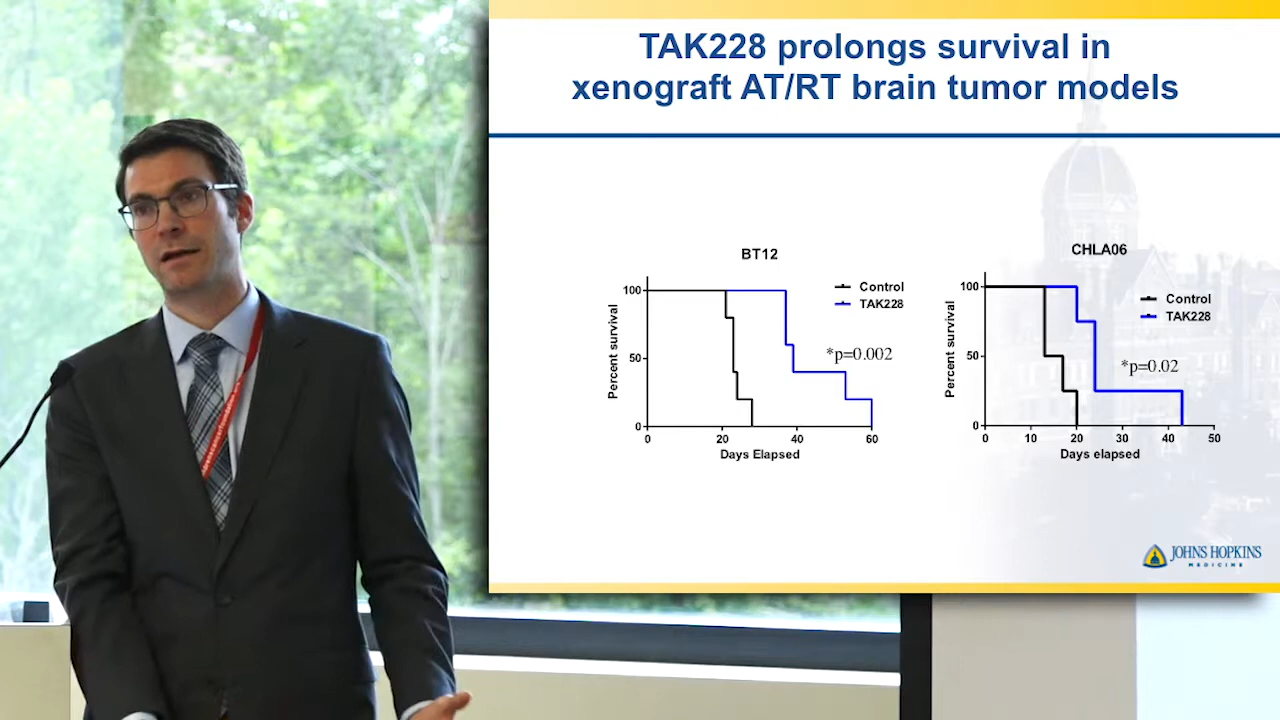 TAK228 prolongs survival in
xenograft AT/RT brain tumor models
BT12
Percent survival
100
50
0
0 20 40 60
Days Elapsed
Control
TAK228
*p=0.002
CHLA06
Percent survival
100
50
0
0 10 20 30 40 50
Days elapsed
Control
TAK228
*p=0.02
JOHNS HOPKINS
MEDICINE